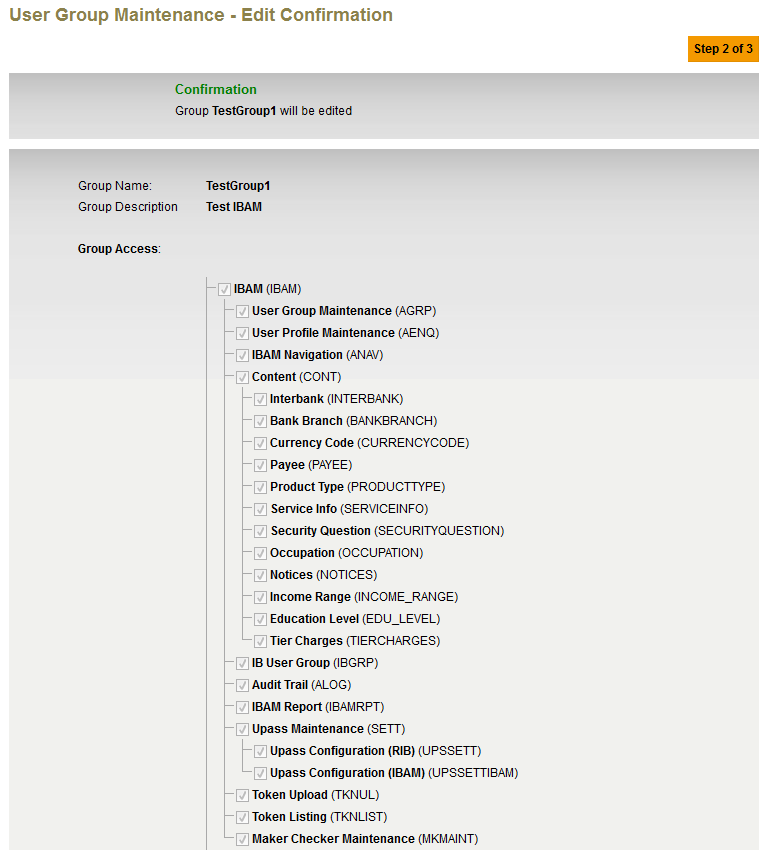 User Group Maintenance - Edit Confirmation
Step 2 of 3
Confirmation
Group TestGroup1 will be edited
Group Name: TestGroup1
Group Description Test IBAM
Group Access:
IBAM (IBAM)
User Group Maintenance (AGRP)
User Profile Maintenance (AENQ)
IBAM Navigation (ANAV)
Content (CONT)
Interbank (INTERBANK)
Bank Branch (BANKBRANCH)
Currency Code (CURRENCYCODE)
Payee (PAYEE)
Product Type (PRODUCTTYPE)
Service Info (SERVICEINFO)
Security Question (SECURITYQUESTION)
Occupation (OCCUPATION)
Notices (NOTICES)
Income Range (INCOME_RANGE)
Education Level (EDU_LEVEL)
Tier Charges (TIERCHARGES)
IB User Group (IBGRP)
Audit Trail (ALOG)
IBAM Report (IBAMRPT)
Upass Maintenance (SETT)
Upass Configuration (RIB) (UPSSETT)
Upass Configuration (IBAM) (UPSSETTIBAM)
Token Upload (TKNUL)
Token Listing (TKNLIST)
Maker Checker Maintenance (MKMAINT)